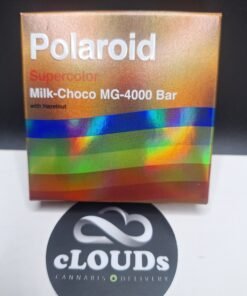 Polaroid
Supercolor
Milk-Choco MG-4000 Bar
with Hazelnut
cLOUDs
CANNABIS DELIVERY